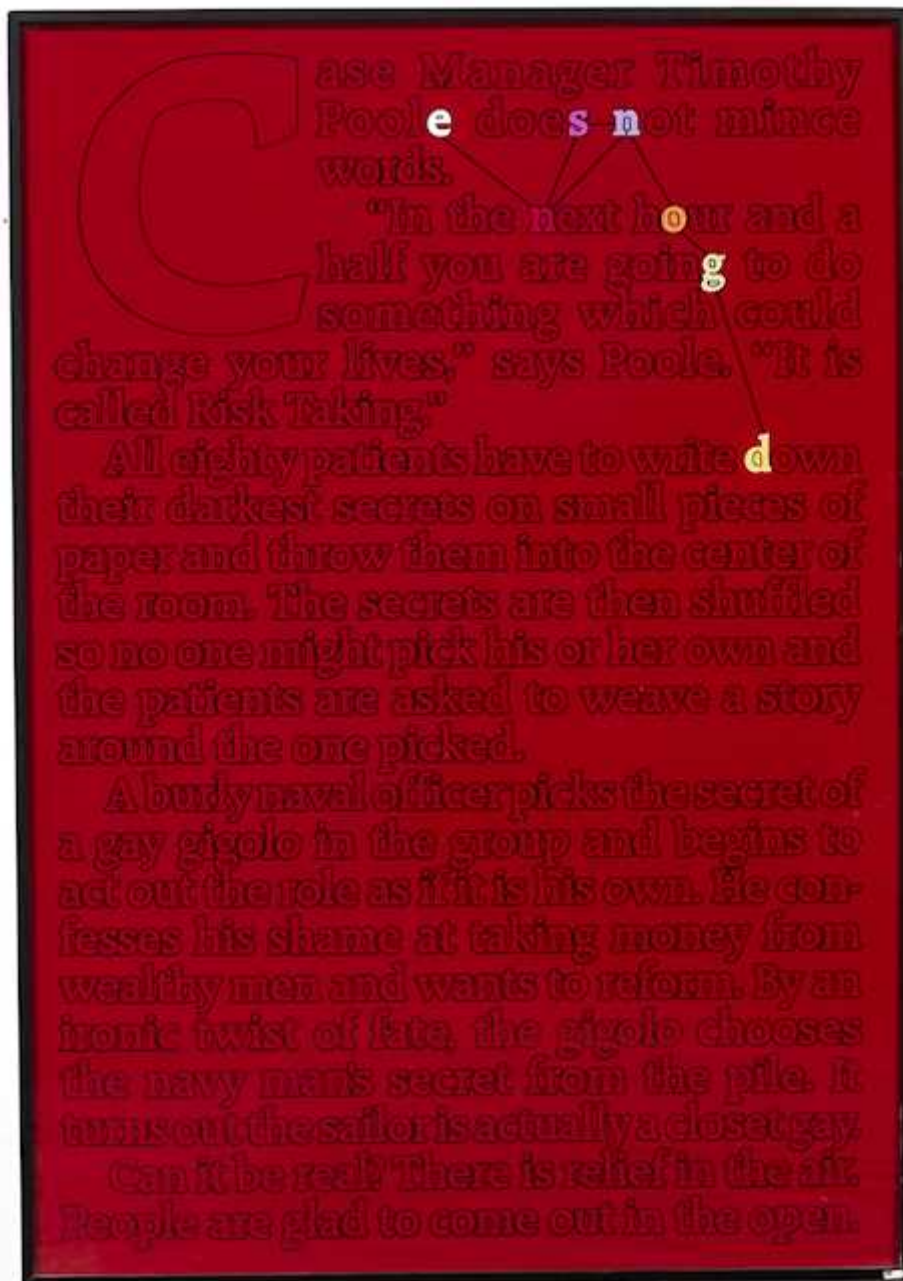 Case Manager Timothy
Poole does not mince
words.
"In the next hour and a
half you are going to do
something which could
change your lives," says Poole. "It is
called Risk Taking."
All eighty patients have to write down
their darkest secrets on small pieces of
paper and throw them into the center of
the room. The secrets are then shuffled
so no one might pick his or her own and
the patients are asked to weave a story
around the one picked.
A burly naval officer picks the secret of
a gay gigolo in the group and begins to
act out the role as if it is his own. He con-
fesses his shame at taking money from
wealthy men and wants to reform. By an
ironic twist of fate, the gigolo chooses
the navy man's secret from the pile. It
turns out the sailor is actually a closet gay.
Can it be real? There is relief in the air.
People are glad to come out in the open.